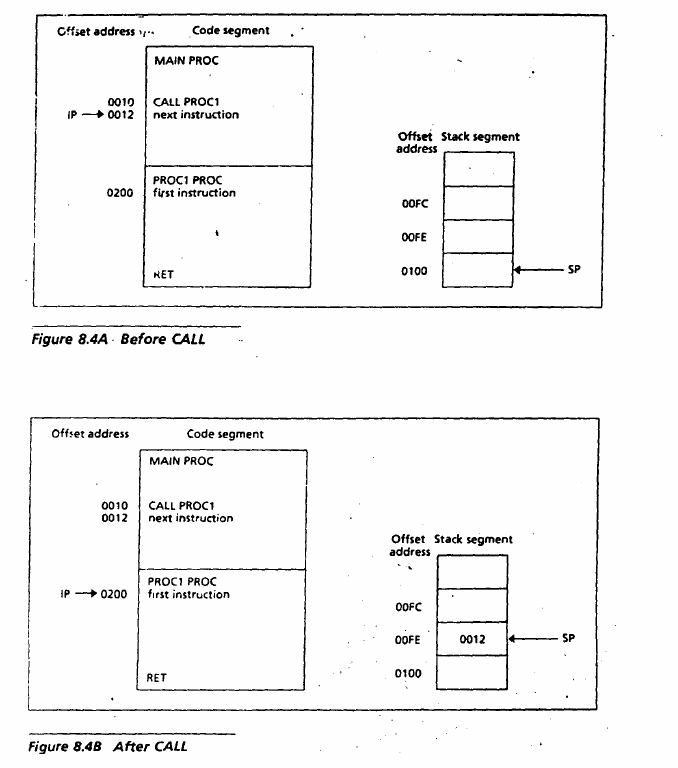 Offset address Code segment
MAIN PROC
0010 CALL PROC1
IP 0012 next instruction
Offset Stack segment
address
PROC1 PROC
0200 first instruction
00FC
00FE
RET
0100 SP
Figure 8.4A Before CALL
Offset address Code segment
MAIN PROC
0010 CALL PROC1
0012 next instruction
Offset Stack segment
address
PROC1 PROC
IP 0200 first instruction
00FC
00FE 0012 SP
RET
0100
Figure 8.4B After CALL